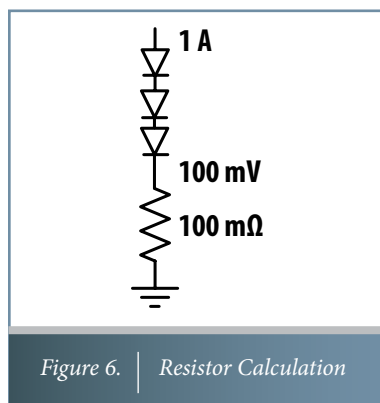 1 A
100 mV
100 mΩ
Figure 6. | Resistor Calculation